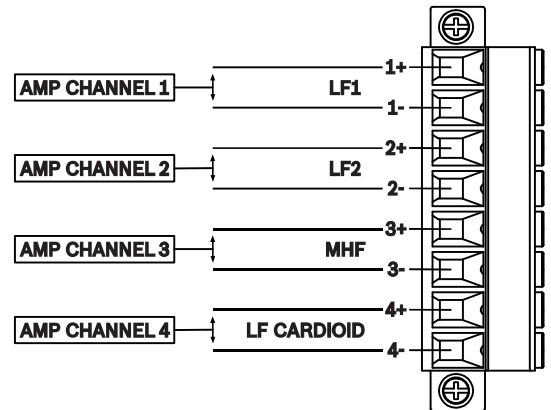 1+
AMP CHANNEL 1 LF1
1-
2+
AMP CHANNEL 2 LF2
2-
3+
AMP CHANNEL 3 MHF
3-
4+
AMP CHANNEL 4 LF CARDIOID
4-